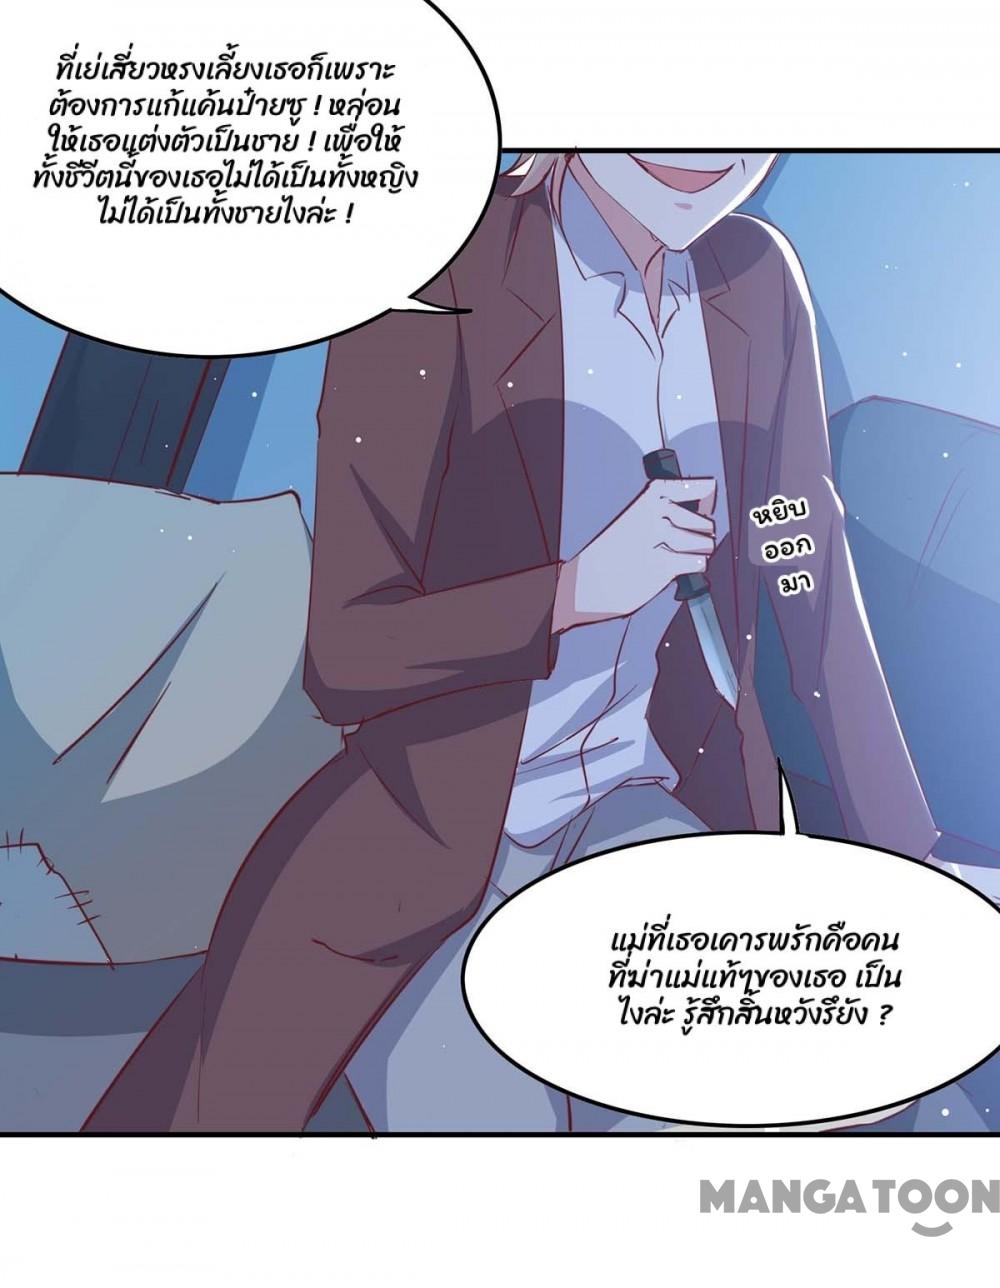 ที่เย่เสี่ยวหรงเลี้ยงเธอก็เพราะ
ต้องการแก้แค้นป๋ายซู ! หล่อน
ให้เธอแต่งตัวเป็นชาย ! เพื่อให้
ทั้งชีวิตนี้ของเธอไม่ได้เป็นทั้งหญิง
ไม่ได้เป็นทั้งชายไงล่ะ !
หยิบ
ออก
มา
แม่ที่เธอเคารพรักคือคน
ที่ฆ่าแม่แท้ๆของเธอ เป็น
ไงล่ะ รู้สึกสิ้นหวังรึยัง ?
MANGATOON